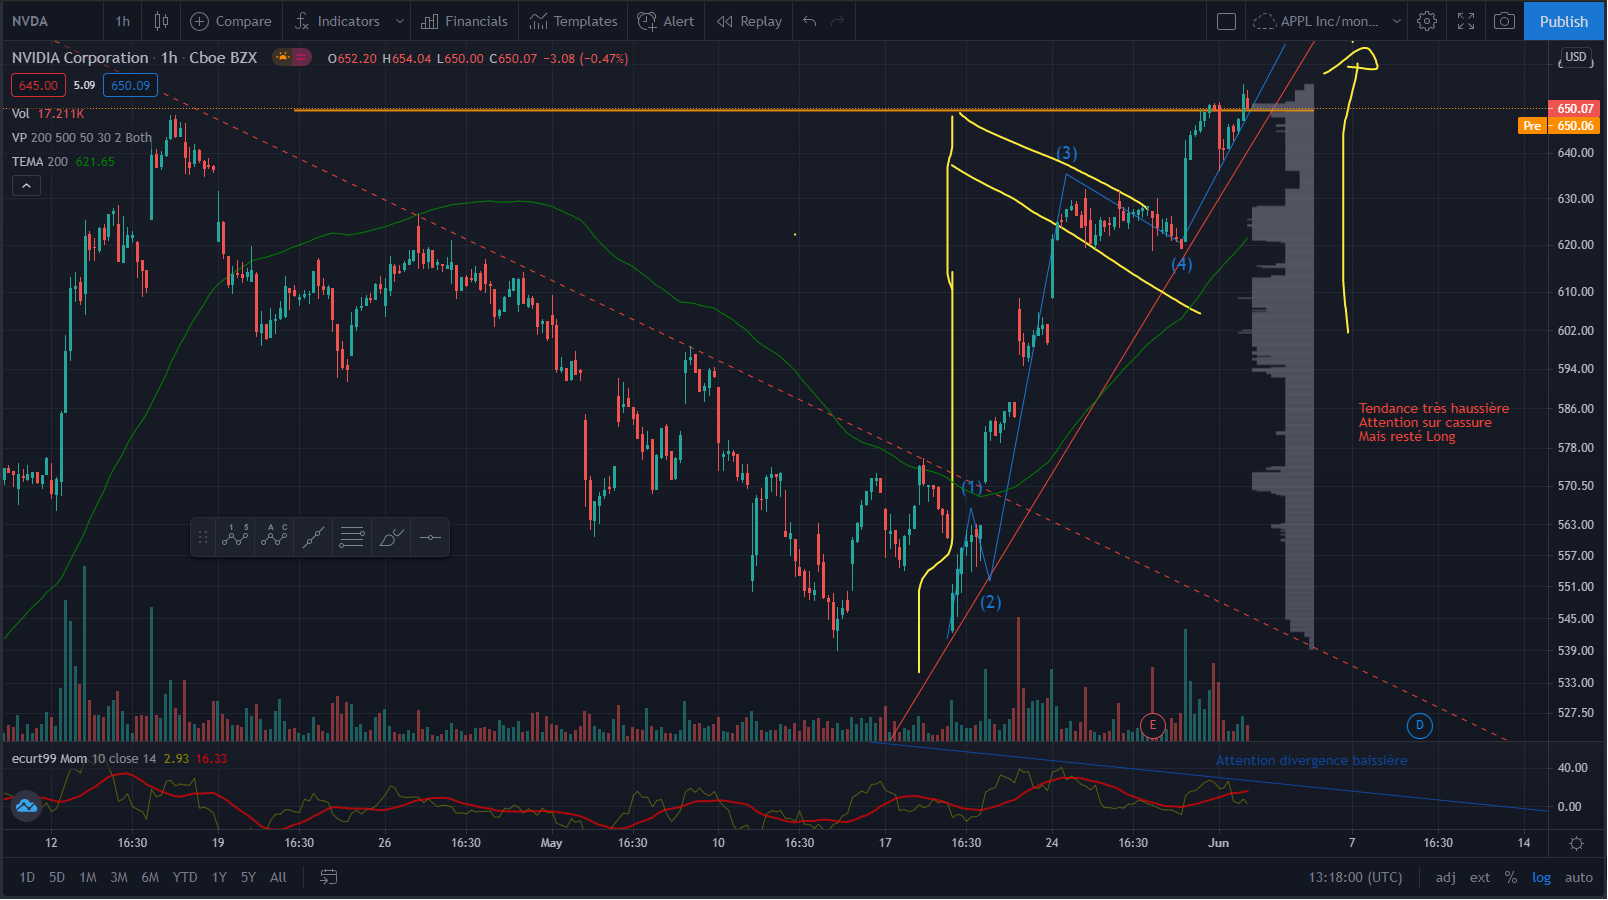 NVDA 1h Compare Indicators Financials Templates Alert Replay APPL Inc/mon... Publish
NVIDIA Corporation · 1h · Cboe BZX O652.20 H654.04 L650.00 C650.07 −3.08 (−0.47%)
USD
645.00 5.09 650.09
Vol 17.211K
VP 200 500 50 30 2 Both
TEMA 200 621.65
650.07
Pre 650.06
640.00
630.00
620.00
610.00
602.00
594.00
586.00
578.00
570.50
563.00
557.00
551.00
545.00
539.00
533.00
527.50
(3)
(4)
(1)
(2)
Tendance très haussière
Attention sur cassure
Mais resté Long
1 5 A C
E D
ecurt99 Mom 10 close 14 2.93 16.33
Attention divergence baissière
40.00
0.00
12 16:30 19 16:30 26 16:30 May 16:30 10 16:30 17 16:30 24 16:30 Jun 7 16:30 14
1D 5D 1M 3M 6M YTD 1Y 5Y All 13:18:00 (UTC) adj ext % log auto